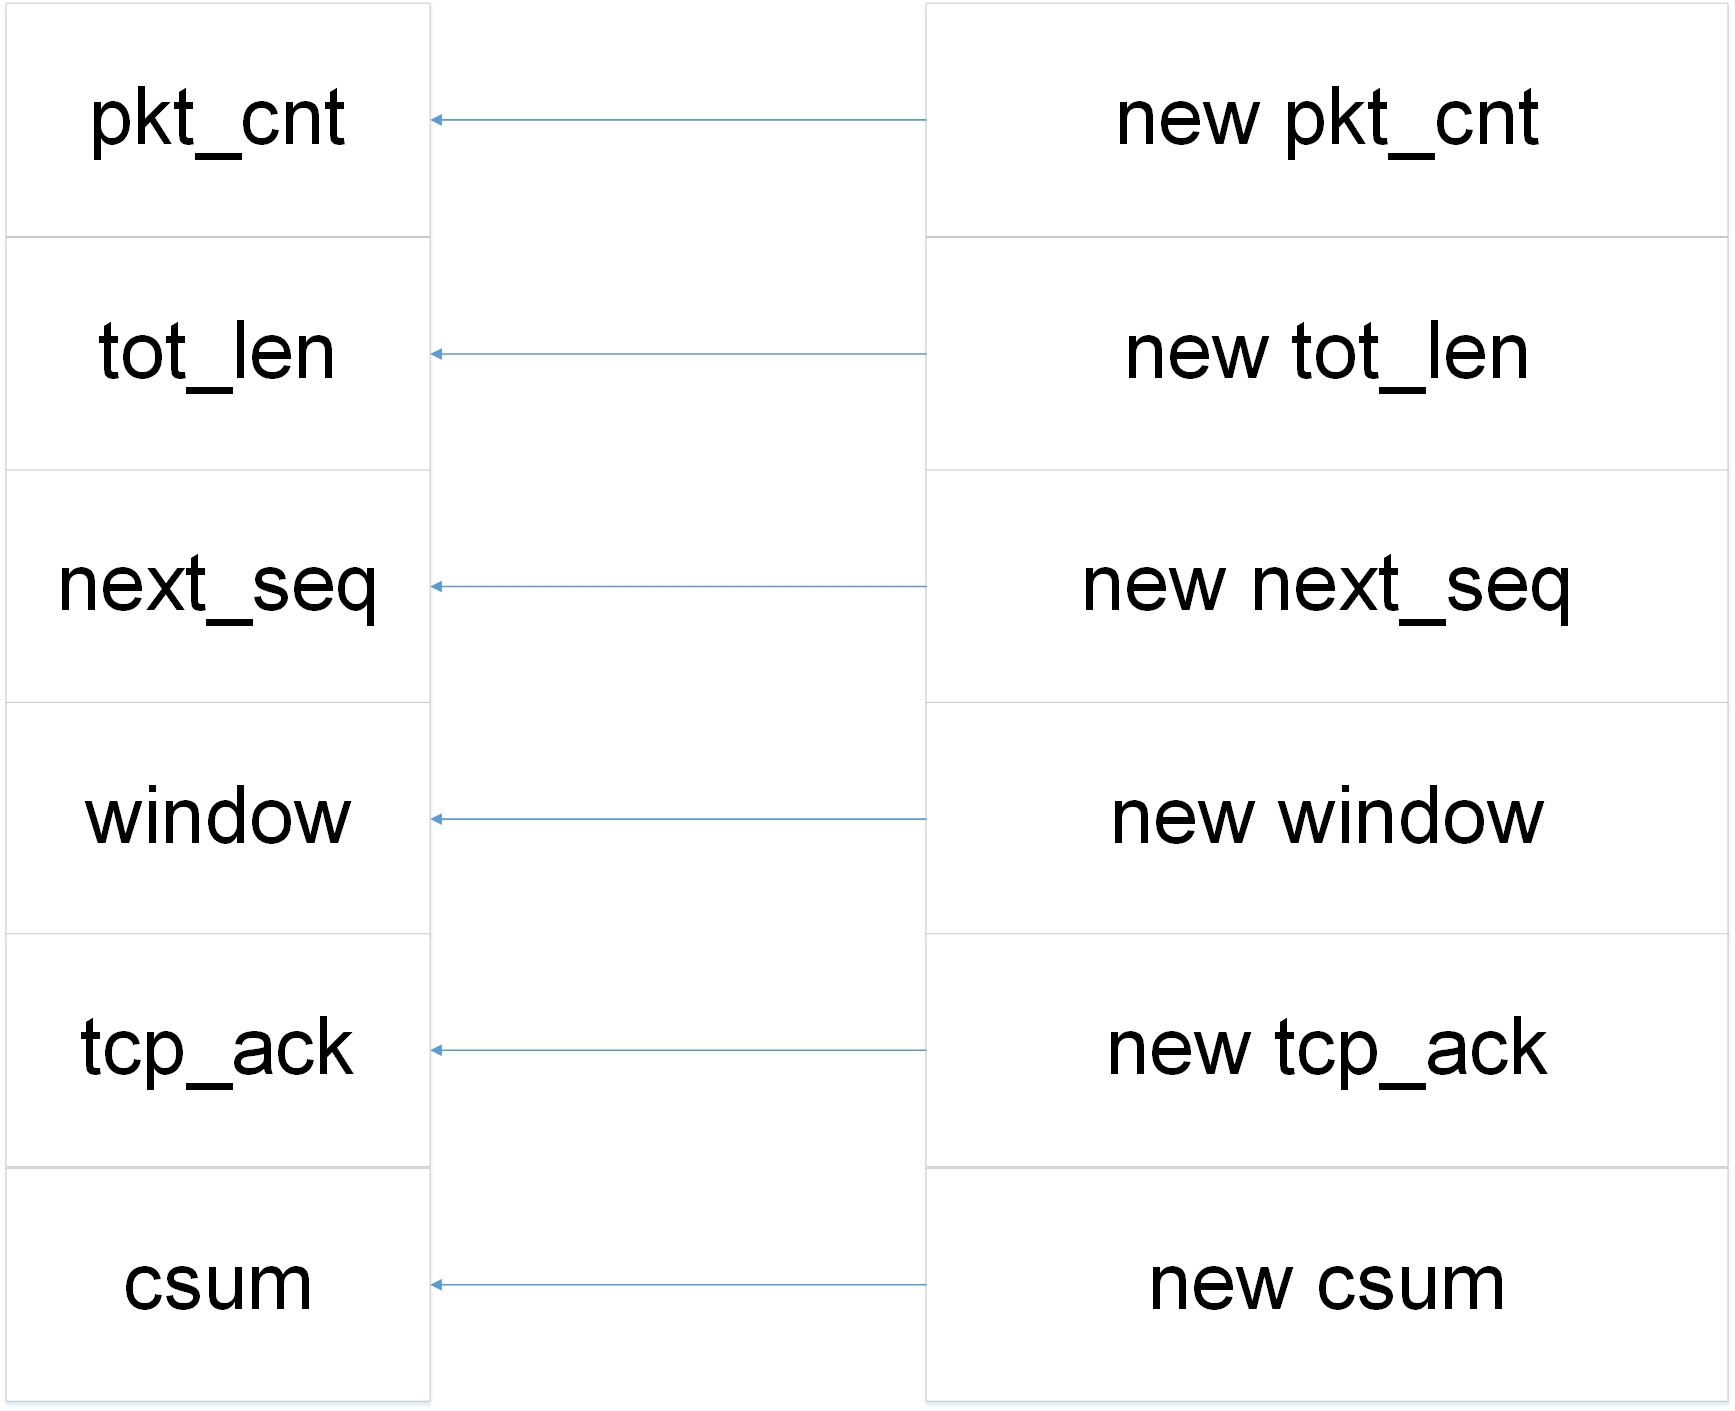 pkt_cnt
new pkt_cnt
tot_len
new tot_len
next_seq
new next_seq
window
new window
tcp_ack
new tcp_ack
csum
new csum